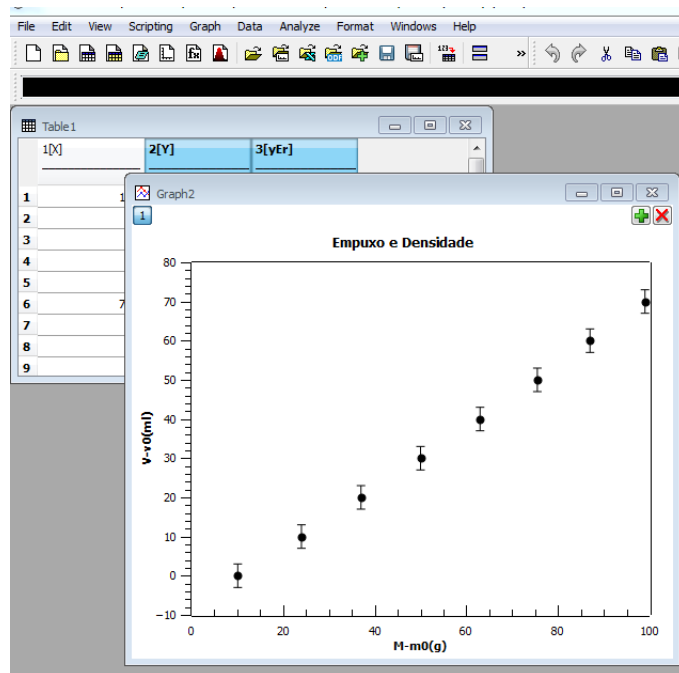 File Edit View Scripting Graph Data Analyze Format Windows Help
»
Table1
1[X] 2[Y] 3[yEr]
1 1
2
3
4
5
6 7
7
8
9
Graph2
1
Empuxo e Densidade
80
70
60
50
40
30
20
10
0
−10
V-v0(ml)
0 20 40 60 80 100
M-m0(g)